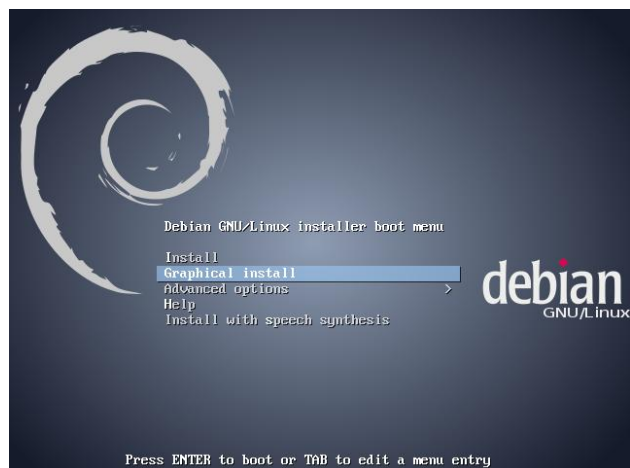 Debian GNU/Linux installer boot menu
Install
Graphical install
Advanced options >
Help
Install with speech synthesis
debian
GNU/Linux
Press ENTER to boot or TAB to edit a menu entry